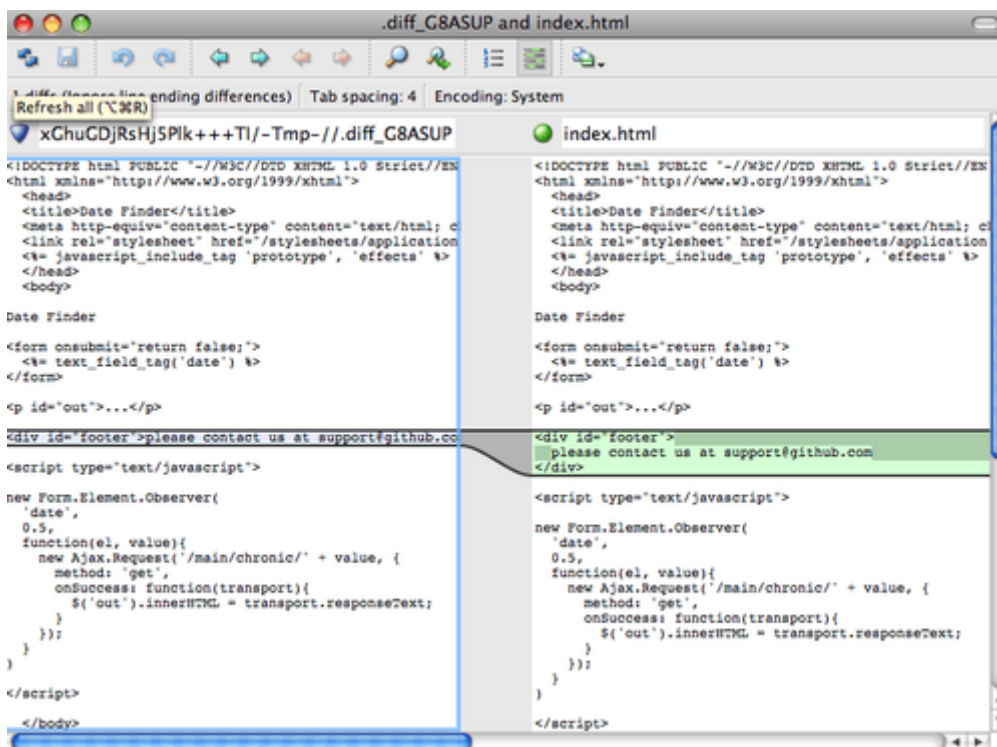 .diff_G8ASUP and index.html
(Ignore line ending differences) Tab spacing: 4 Encoding: System
Refresh all (⌥⌘R)
xGhuGDjRsHj5Plk+++TI/-Tmp-//.diff_G8ASUP
<!DOCTYPE html PUBLIC "-//W3C//DTD XHTML 1.0 Strict//EN
<html xmlns="http://www.w3.org/1999/xhtml">
<head>
<title>Date Finder</title>
<meta http-equiv="content-type" content="text/html; c
<link rel="stylesheet" href="/stylesheets/application
<%= javascript_include_tag 'prototype', 'effects' %>
</head>
<body>
Date Finder
<form onsubmit="return false;">
<%= text_field_tag('date') %>
</form>
<p id="out">...</p>
<div id="footer">please contact us at support@github.co
<script type="text/javascript">
new Form.Element.Observer(
'date',
0.5,
function(el, value){
new Ajax.Request('/main/chronic/' + value, {
method: 'get',
onSuccess: function(transport){
$('out').innerHTML = transport.responseText;
}
});
}
)
</script>
</body>
index.html
<!DOCTYPE html PUBLIC "-//W3C//DTD XHTML 1.0 Strict//EN
<html xmlns="http://www.w3.org/1999/xhtml">
<head>
<title>Date Finder</title>
<meta http-equiv="content-type" content="text/html; c
<link rel="stylesheet" href="/stylesheets/application
<%= javascript_include_tag 'prototype', 'effects' %>
</head>
<body>
Date Finder
<form onsubmit="return false;">
<%= text_field_tag('date') %>
</form>
<p id="out">...</p>
<div id="footer">
please contact us at support@github.com
</div>
<script type="text/javascript">
new Form.Element.Observer(
'date',
0.5,
function(el, value){
new Ajax.Request('/main/chronic/' + value, {
method: 'get',
onSuccess: function(transport){
$('out').innerHTML = transport.responseText;
}
});
}
)
</script>